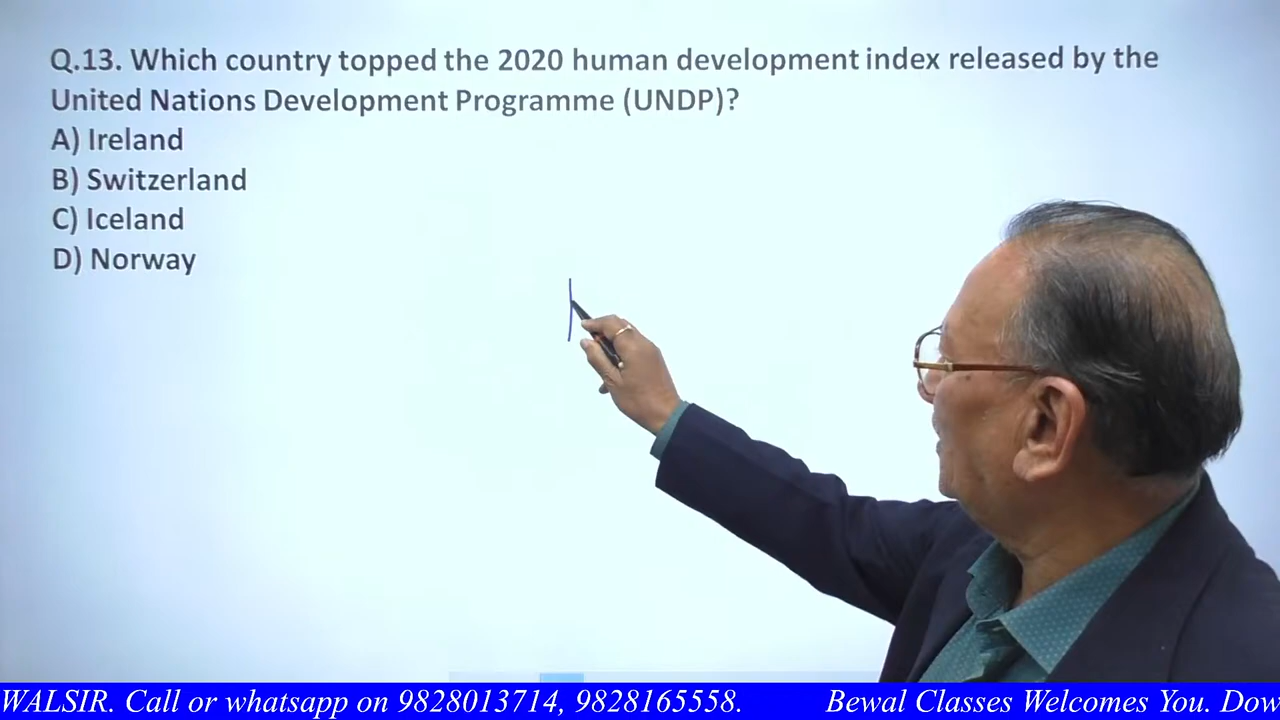 Q.13. Which country topped the 2020 human development index released by the
United Nations Development Programme (UNDP)?
A) Ireland
B) Switzerland
C) Iceland
D) Norway
WALSIR. Call or whatsapp on 9828013714, 9828165558. Bewal Classes Welcomes You. Dow